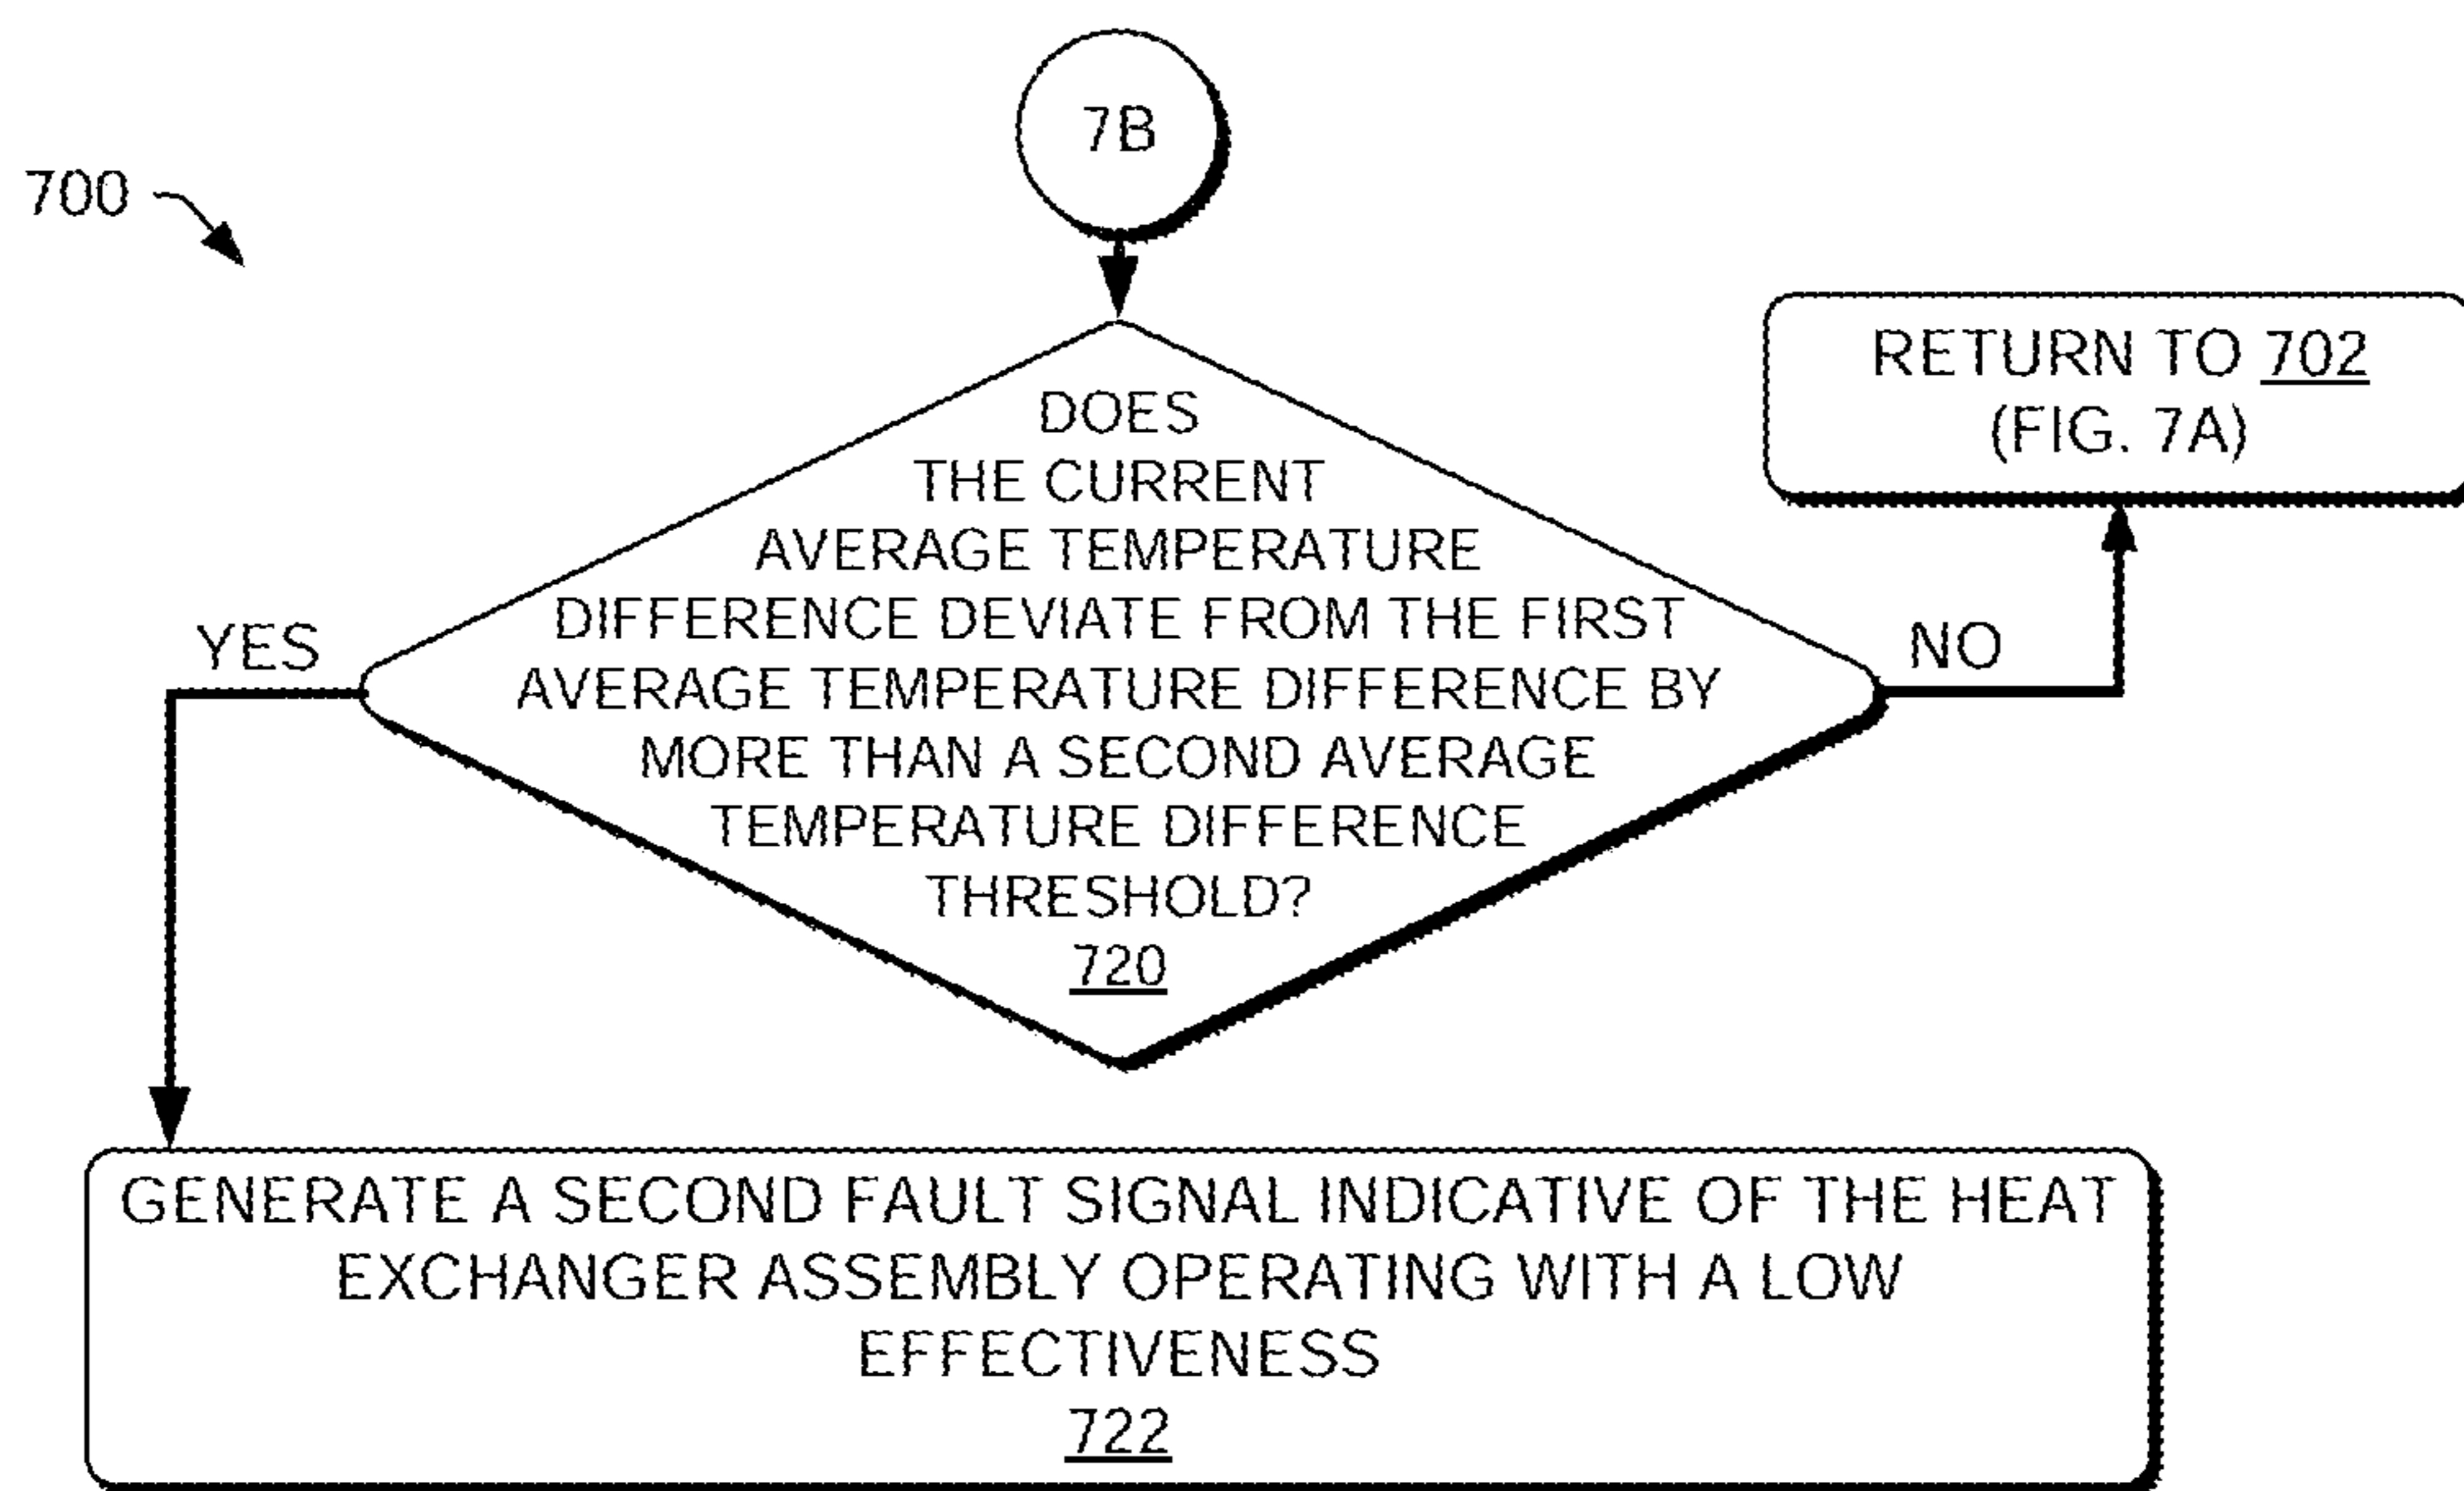 7B
700
RETURN TO 702
(FIG. 7A)
DOES
THE CURRENT
AVERAGE TEMPERATURE
DIFFERENCE DEVIATE FROM THE FIRST
AVERAGE TEMPERATURE DIFFERENCE BY
MORE THAN A SECOND AVERAGE
TEMPERATURE DIFFERENCE
THRESHOLD?
720
YES
NO
GENERATE A SECOND FAULT SIGNAL INDICATIVE OF THE HEAT
EXCHANGER ASSEMBLY OPERATING WITH A LOW
EFFECTIVENESS
722